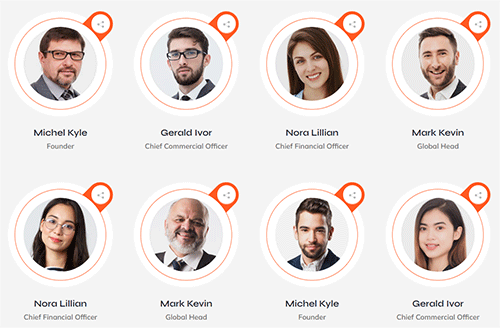 Michel Kyle
Gerald Ivor
Nora Lillian
Mark Kevin
Founder
Chief Commercial Officer
Chief Financial Officer
Global Head
Nora Lillian
Mark Kevin
Michel Kyle
Gerald Ivor
Chief Financial Officer
Global Head
Founder
Chief Commercial Officer